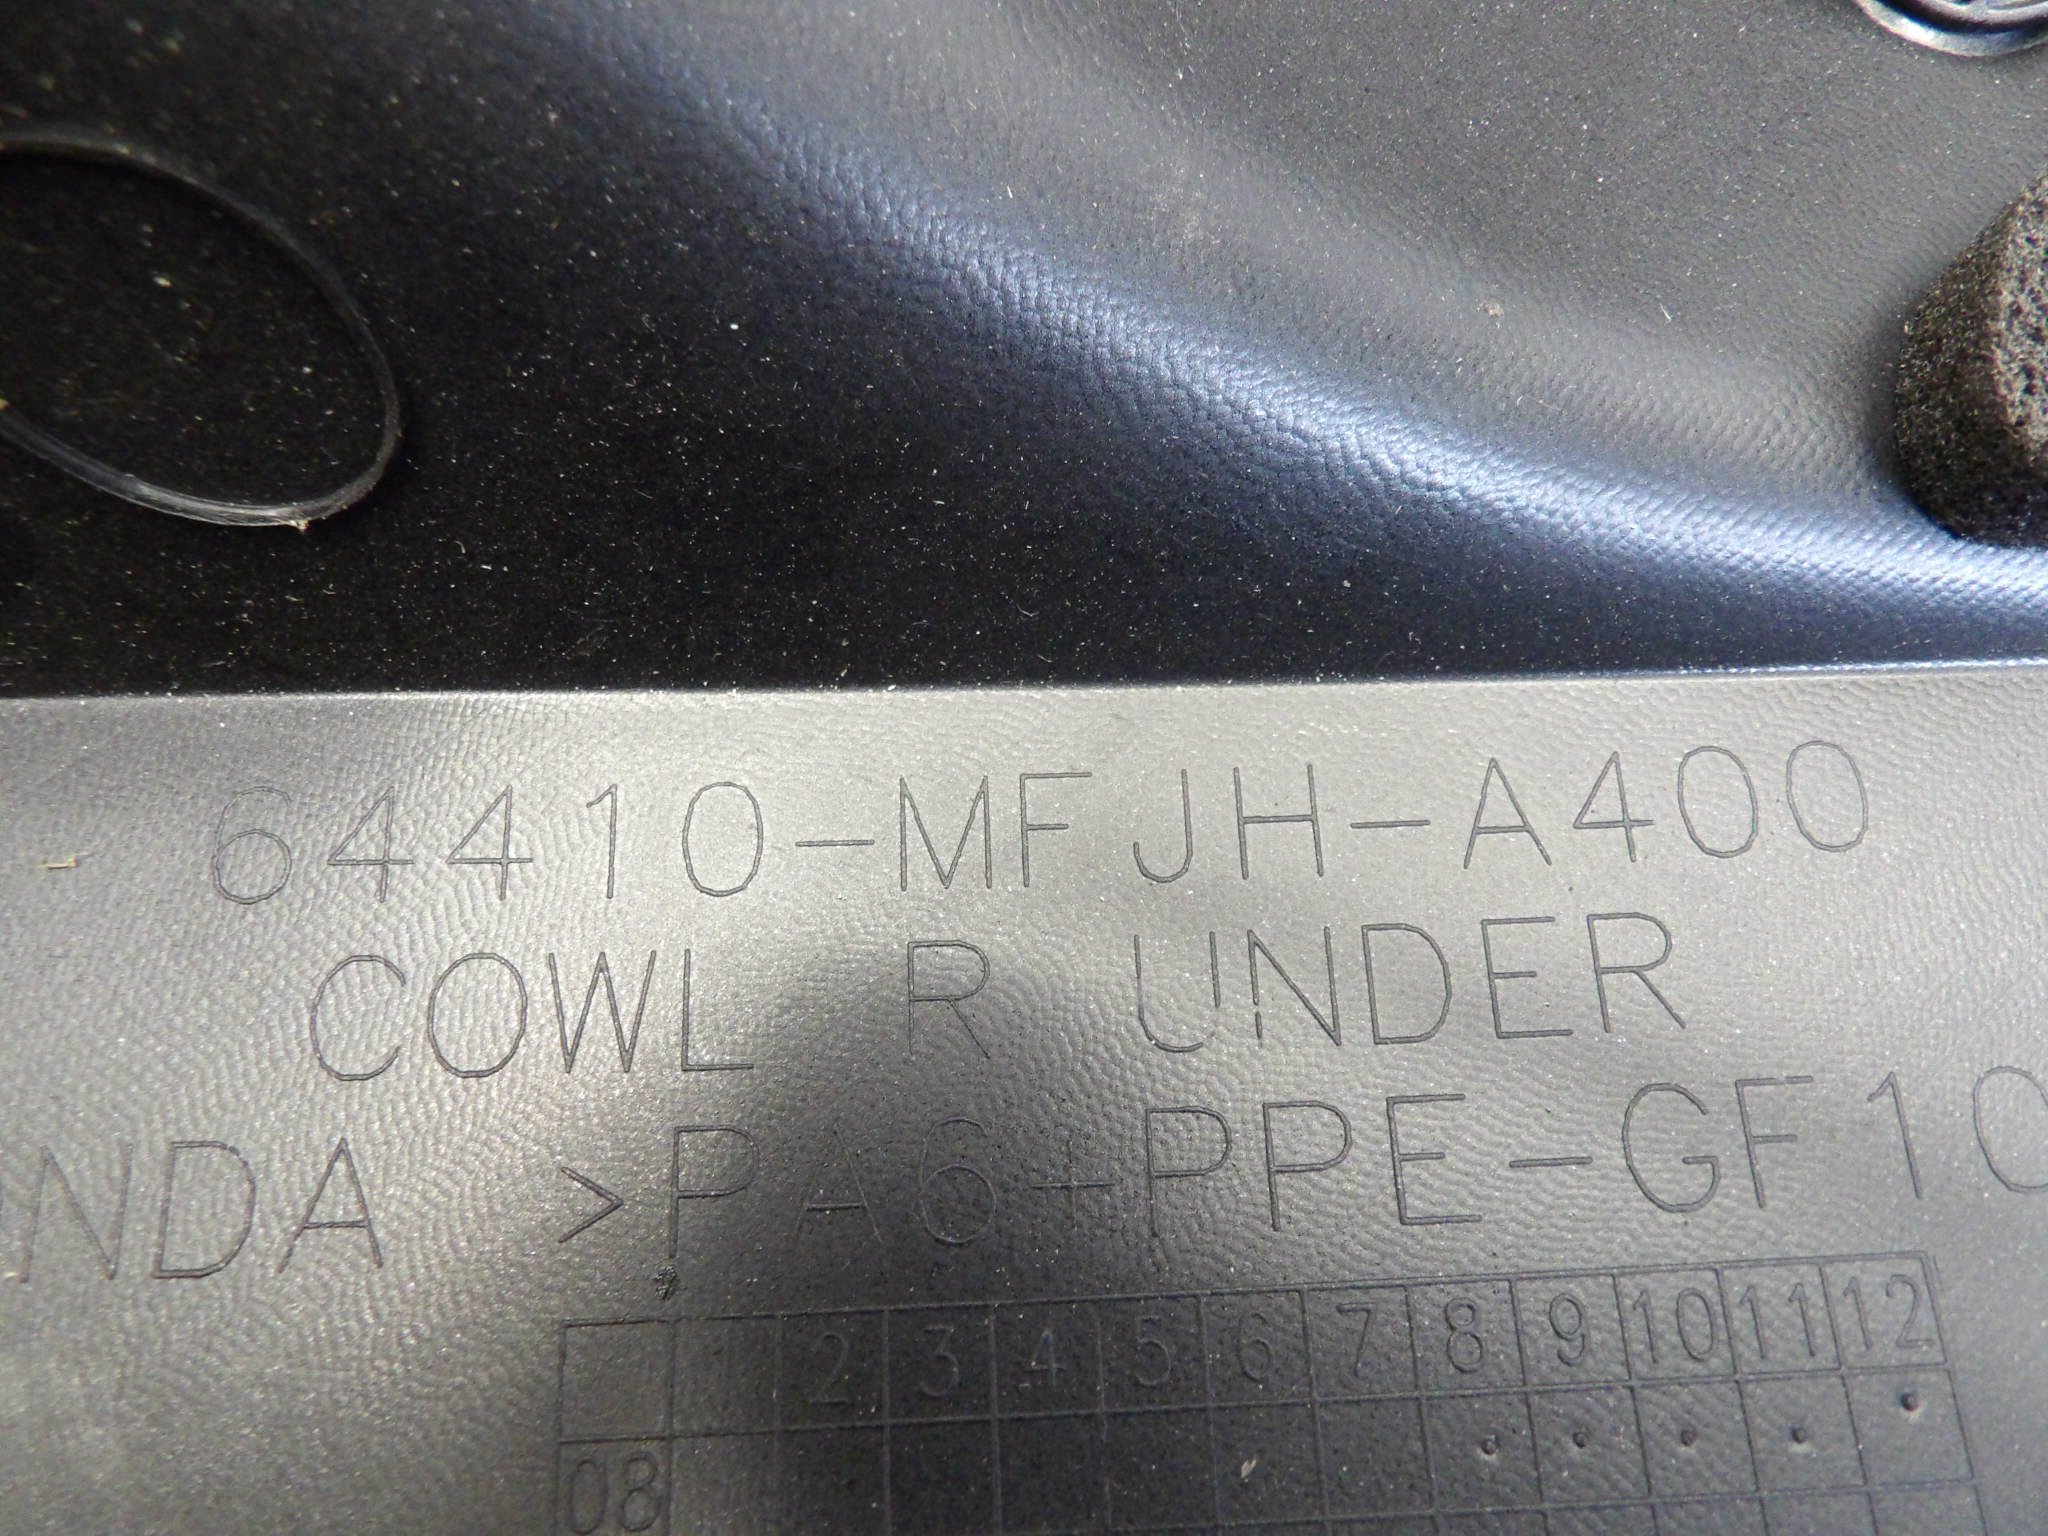 64410-MFJH-A400
COWL R UNDER
NDA >PA6+PPE-GF10
1 2 3 4 5 6 7 8 9 10 11 12
08